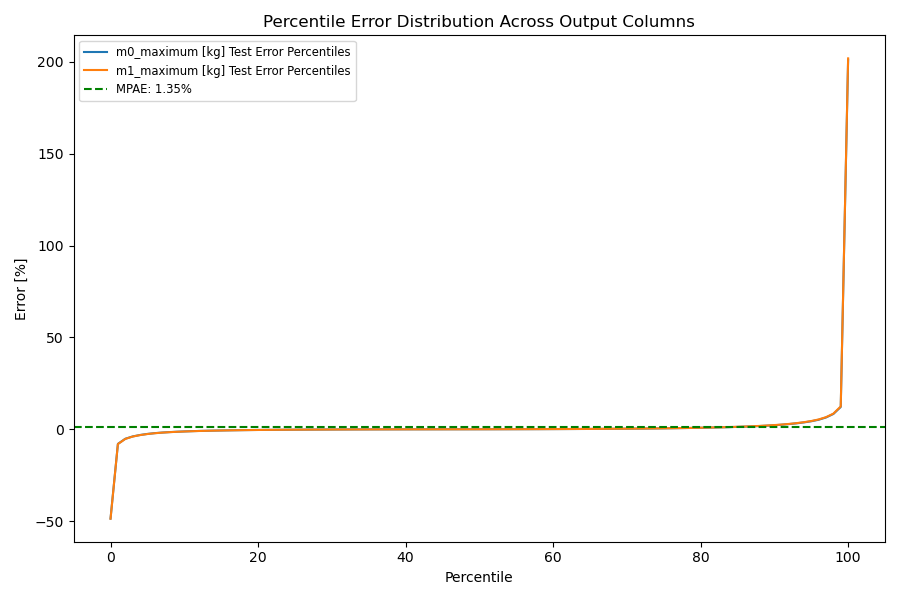 Percentile Error Distribution Across Output Columns
m0_maximum [kg] Test Error Percentiles
m1_maximum [kg] Test Error Percentiles
MPAE: 1.35%
200
150
100
50
0
−50
Error [%]
0 20 40 60 80 100
Percentile